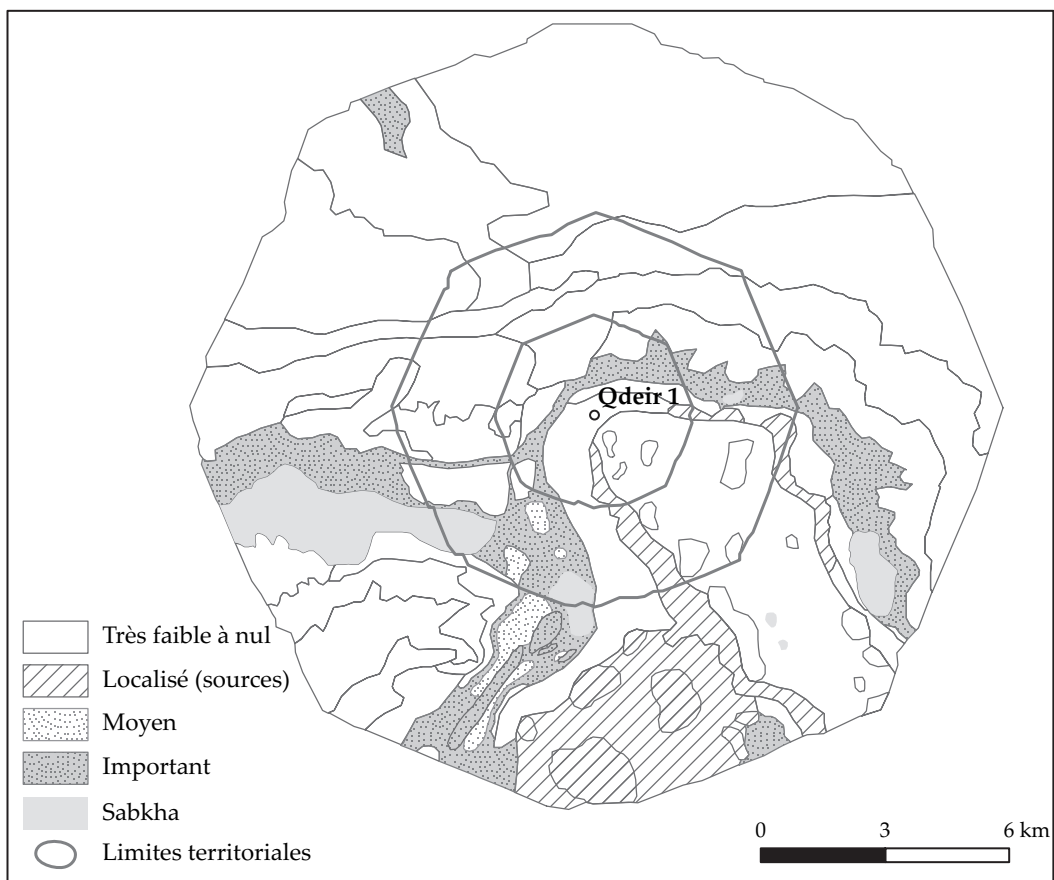 Qdeir 1
Très faible à nul
Localisé (sources)
Moyen
Important
Sabkha
Limites territoriales
0 3 6 km